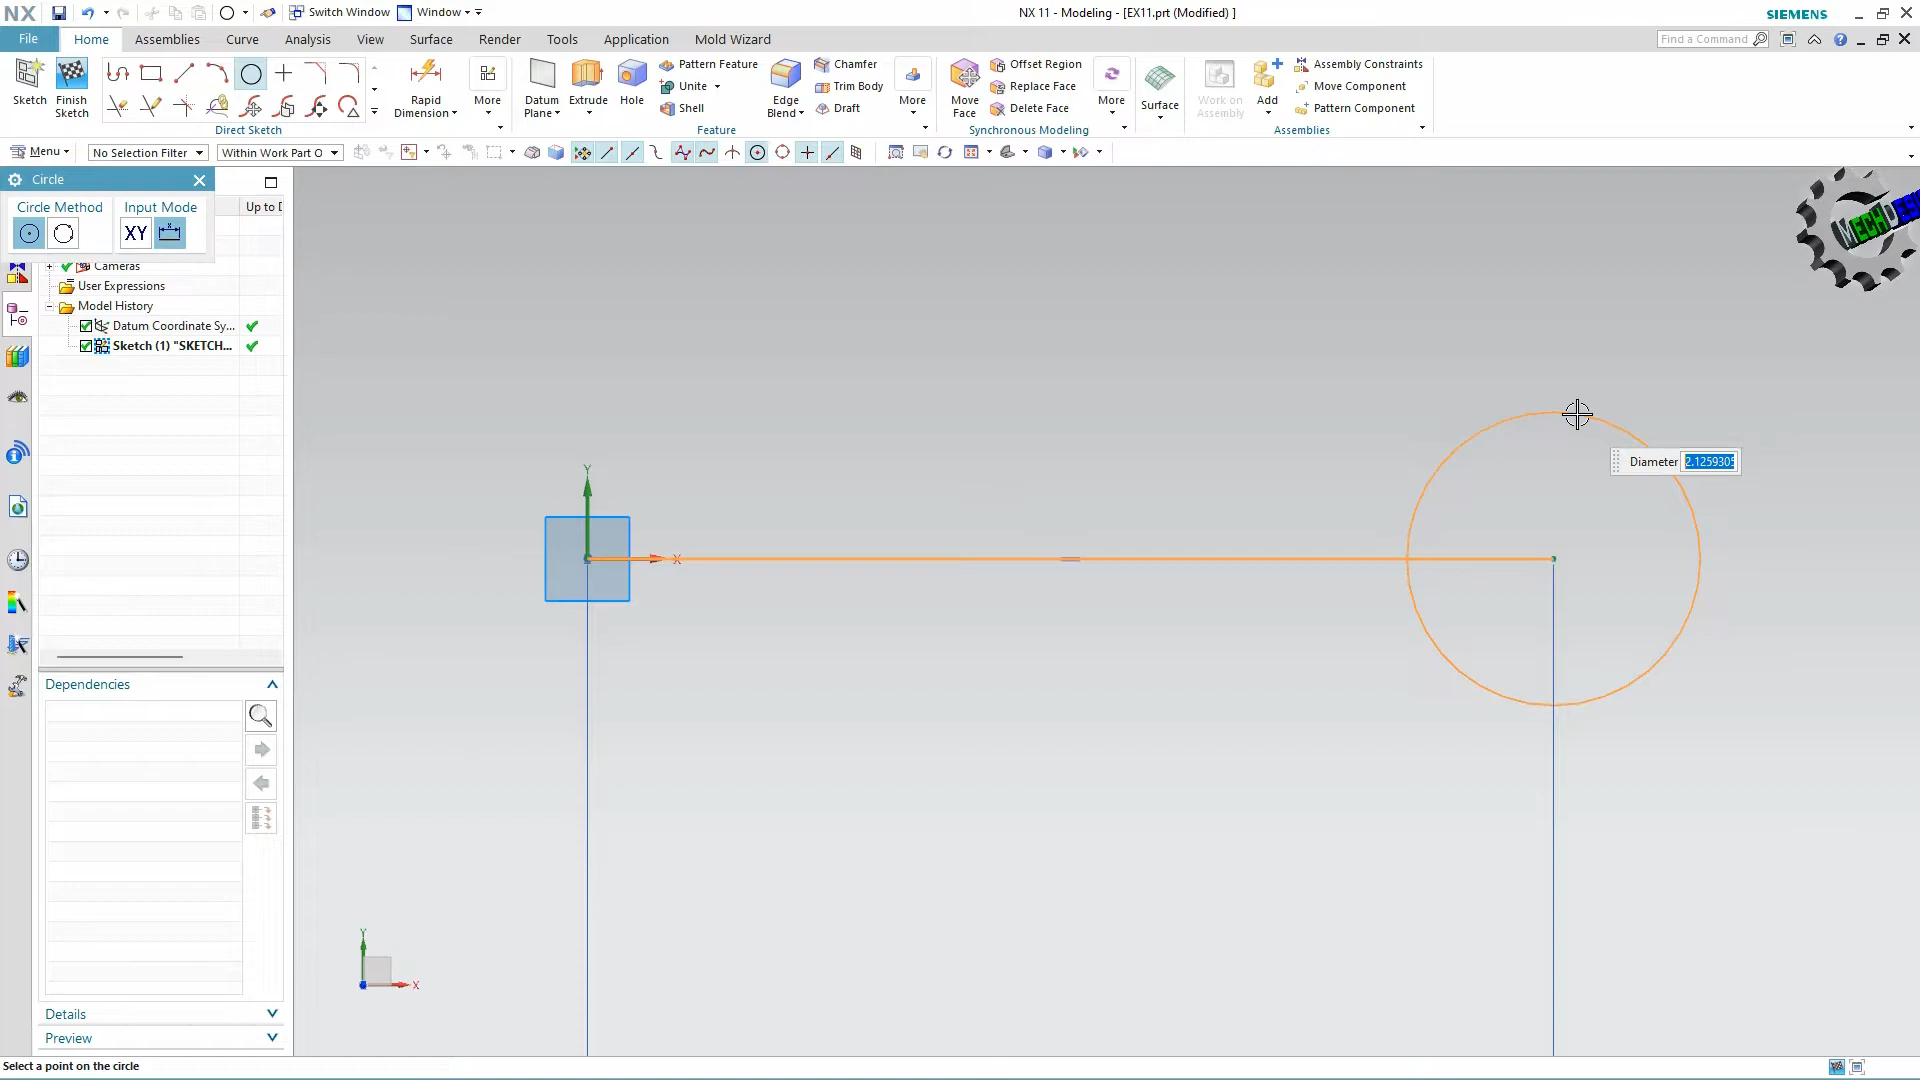 NX
Switch Window
Window
NX 11 - Modeling - [EX11.prt (Modified) ]
SIEMENS
File
Home
Assemblies
Curve
Analysis
View
Surface
Render
Tools
Application
Mold Wizard
Find a Command
Sketch
Finish Sketch
Rapid Dimension
More
Direct Sketch
Datum Plane
Extrude
Hole
Pattern Feature
Unite
Shell
Edge Blend
Chamfer
Trim Body
Draft
More
Feature
Move Face
Offset Region
Replace Face
Delete Face
More
Synchronous Modeling
Surface
Work on Assembly
Add
Assembly Constraints
Move Component
Pattern Component
Assemblies
Menu
No Selection Filter
Within Work Part O
Circle
Circle Method
Input Mode
XY
Up to D
Cameras
User Expressions
Model History
Datum Coordinate Sy...
Sketch (1) "SKETCH...
Dependencies
Details
Preview
Diameter 2.1259305
Y
X
Y
X
MECHDESI
Select a point on the circle